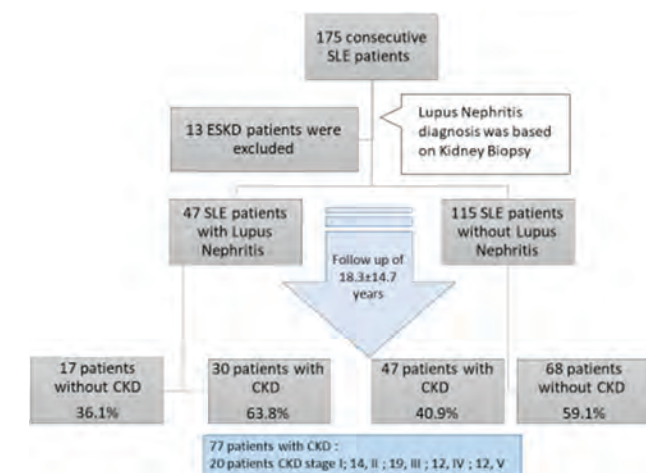 175 consecutive
SLE patients
13 ESKD patients were
excluded
Lupus Nephritis
diagnosis was based
on Kidney Biopsy
47 SLE patients
with Lupus
Nephritis
115 SLE patients
without Lupus
Nephritis
Follow up of
18.3±14.7
years
17 patients
without CKD
36.1%
30 patients with
CKD
63.8%
47 patients with
CKD
40.9%
68 patients
without CKD
59.1%
77 patients with CKD :
20 patients CKD stage I; 14, II ; 19, III ; 12, IV ; 12, V